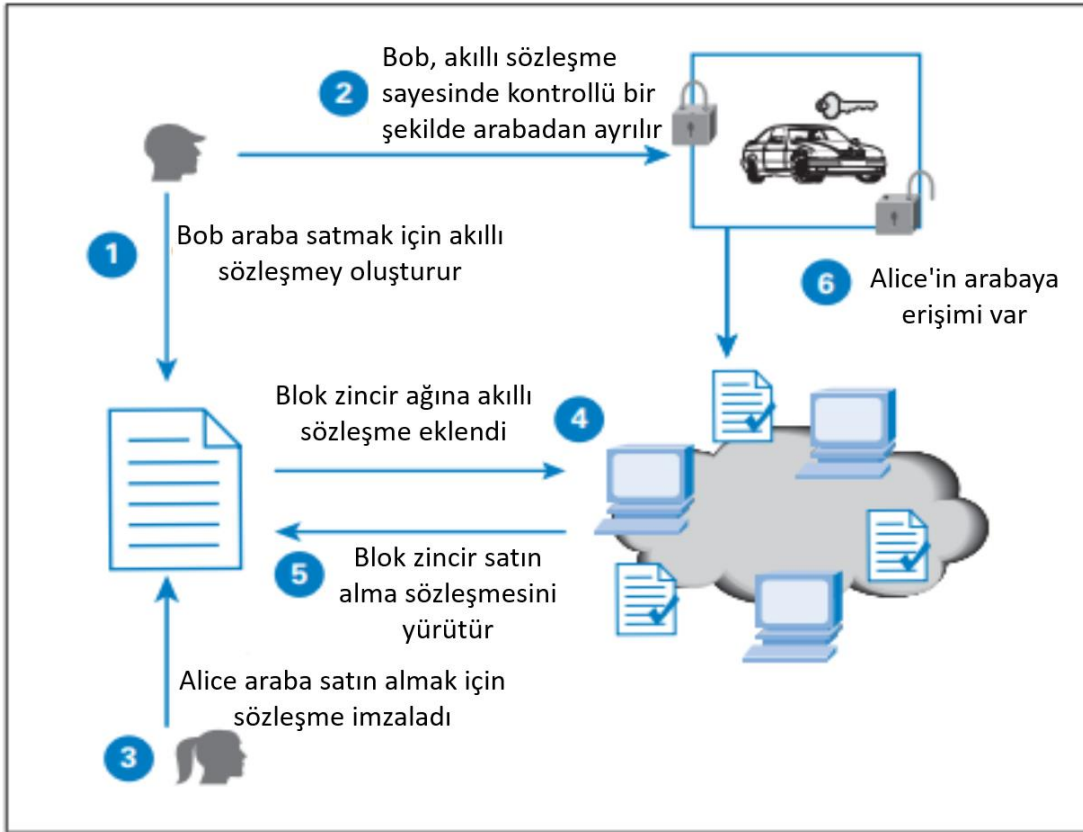 2
Bob, akıllı sözleşme
sayesinde kontrollü bir
şekilde arabadan ayrılır
1
Bob araba satmak için akıllı
sözleşmey oluşturur
6
Alice'in arabaya
erişimi var
Blok zincir ağına akıllı
sözleşme eklendi
4
5
Blok zincir satın
alma sözleşmesini
yürütür
Alice araba satın almak için
sözleşme imzaladı
3